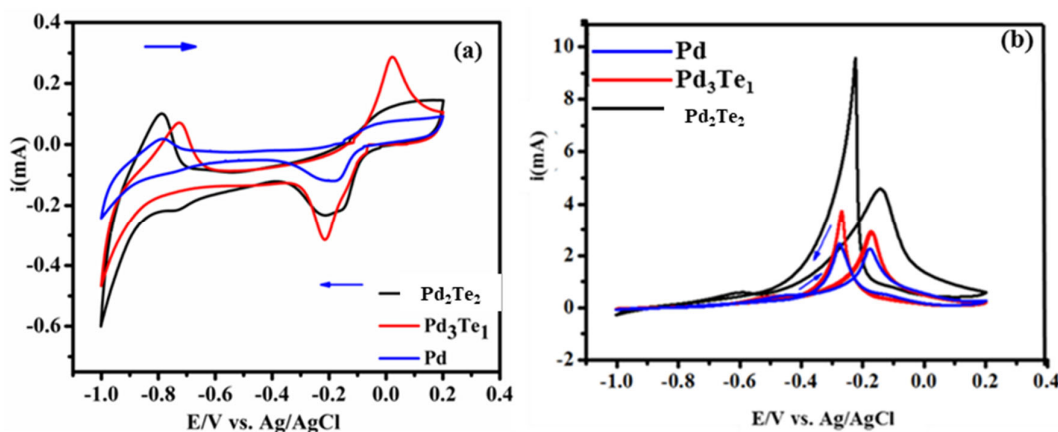 (a)
i(mA)
0.4
0.2
0.0
-0.2
-0.4
-0.6
Pd₂Te₂
Pd₃Te₁
Pd
-1.0 -0.8 -0.6 -0.4 -0.2 0.0 0.2
E/V vs. Ag/AgCl
(b)
i(mA)
10
8
6
4
2
0
-2
Pd
Pd₃Te₁
Pd₂Te₂
-1.0 -0.8 -0.6 -0.4 -0.2 0.0 0.2 0.4
E/V vs. Ag/AgCl